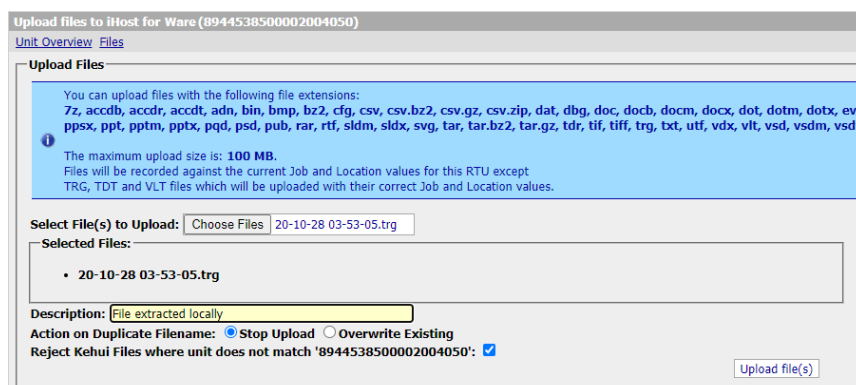 Upload files to iHost for Ware (8944538500002004050)
Unit Overview Files
Upload Files
You can upload files with the following file extensions:
7z, accdb, accdr, accdt, adn, bin, bmp, bz2, cfg, csv, csv.bz2, csv.gz, csv.zip, dat, dbg, doc, docb, docm, docx, dot, dotm, dotx, ev
ppsx, ppt, pptm, pptx, pqd, psd, pub, rar, rtf, sldm, sldx, svg, tar, tar.bz2, tar.gz, tdr, tif, tiff, trg, txt, utf, vdx, vlt, vsd, vsdm, vsd
The maximum upload size is: 100 MB.
Files will be recorded against the current Job and Location values for this RTU except
TRG, TDT and VLT files which will be uploaded with their correct Job and Location values.
Select File(s) to Upload: Choose Files 20-10-28 03-53-05.trg
Selected Files:
• 20-10-28 03-53-05.trg
Description: File extracted locally
Action on Duplicate Filename: Stop Upload Overwrite Existing
Reject Kehui Files where unit does not match '8944538500002004050':
Upload file(s)